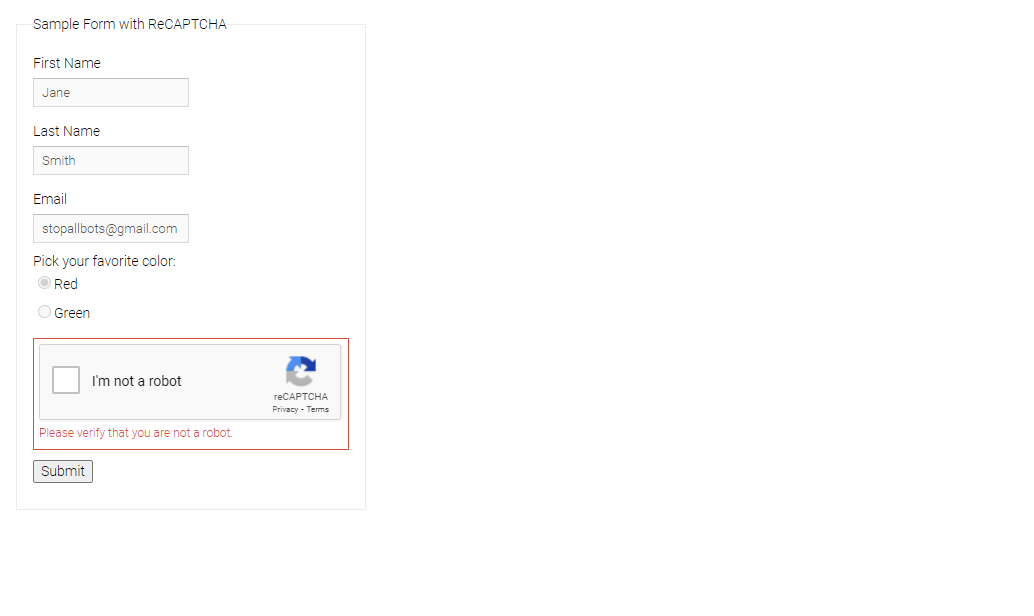 Sample Form with ReCAPTCHA
First Name
Jane
Last Name
Smith
Email
stopallbots@gmail.com
Pick your favorite color:
Red
Green
I'm not a robot
reCAPTCHA
Privacy - Terms
Please verify that you are not a robot.
Submit